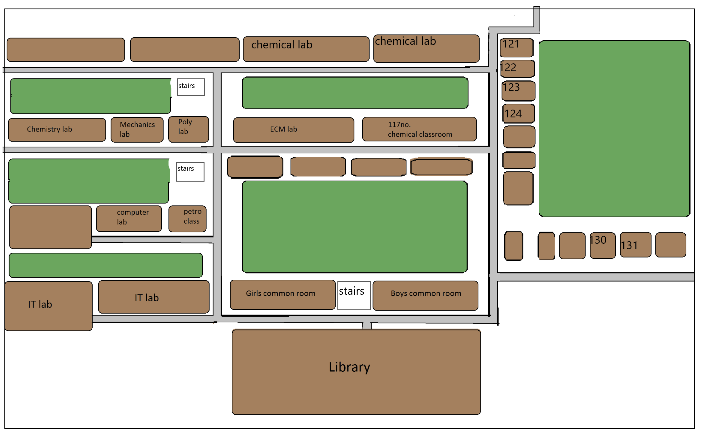 121
chemical lab
chemical lab
122
stairs
123
117no.
chemical classroom
124
Chemistry lab
Mechanics
lab
Poly
lab
ECM lab
stairs
computer
lab
petro
class
130
131
IT lab
IT lab
Girls common room
stairs
Boys common room
Library